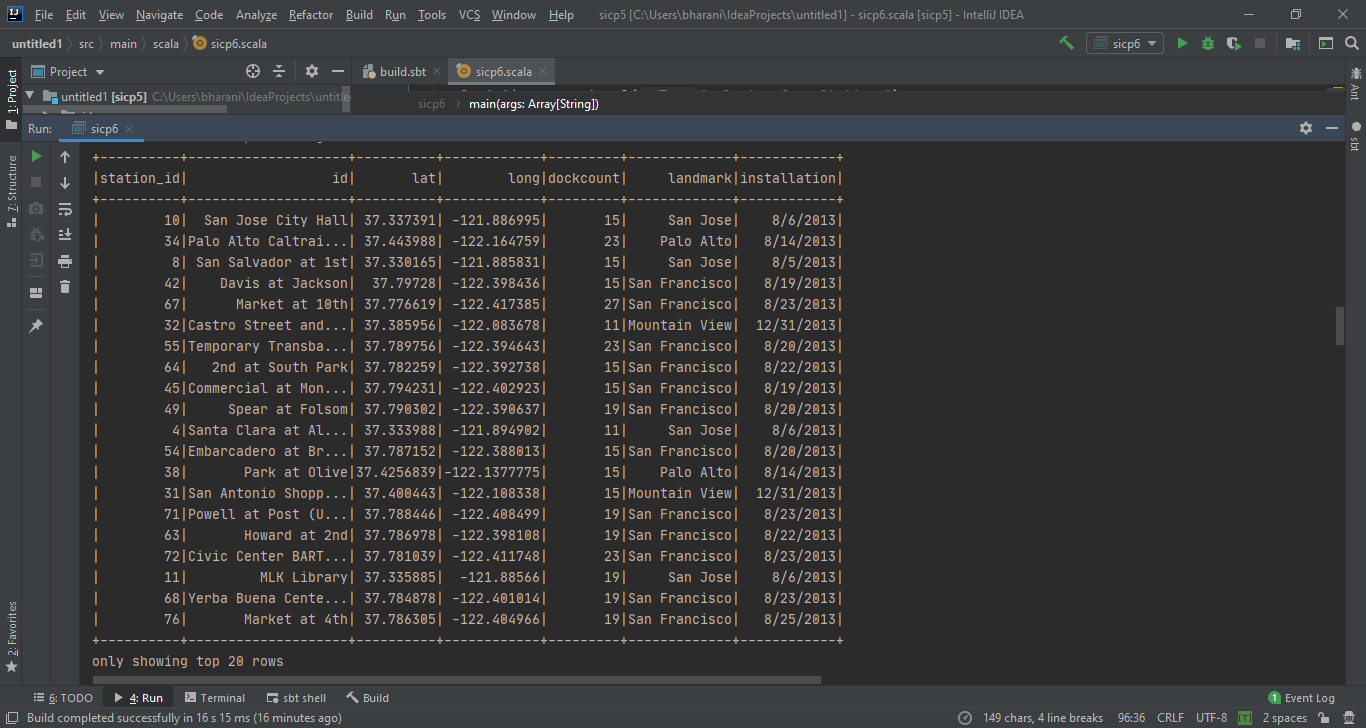 File Edit View Navigate Code Analyze Refactor Build Run Tools VCS Window Help sicp5 [C:\Users\bharani\IdeaProjects\untitled1] - sicp6.scala [sicp5] - IntelliJ IDEA
untitled1 src main scala sicp6.scala sicp6
1: Project Project build.sbt sicp6.scala Ant
untitled1 [sicp5] C:\Users\bharani\IdeaProjects\untitle
sicp6 main(args: Array[String])
Run: sicp6 sbt
7: Structure
+----------+--------------------+----------+------------+---------+-------------+------------+
|station_id|                  id|       lat|        long|dockcount|     landmark|installation|
+----------+--------------------+----------+------------+---------+-------------+------------+
|        10|  San Jose City Hall| 37.337391| -121.886995|       15|     San Jose|    8/6/2013|
|        34|Palo Alto Caltrai...| 37.443988| -122.164759|       23|    Palo Alto|   8/14/2013|
|         8| San Salvador at 1st| 37.330165| -121.885831|       15|     San Jose|    8/5/2013|
|        42|    Davis at Jackson|  37.79728| -122.398436|       15|San Francisco|   8/19/2013|
|        67|      Market at 10th| 37.776619| -122.417385|       27|San Francisco|   8/23/2013|
|        32|Castro Street and...| 37.385956| -122.083678|       11|Mountain View|  12/31/2013|
|        55|Temporary Transba...| 37.789756| -122.394643|       23|San Francisco|   8/20/2013|
|        64|   2nd at South Park| 37.782259| -122.392738|       15|San Francisco|   8/22/2013|
|        45|Commercial at Mon...| 37.794231| -122.402923|       15|San Francisco|   8/19/2013|
|        49|     Spear at Folsom| 37.790302| -122.390637|       19|San Francisco|   8/20/2013|
|         4|Santa Clara at Al...| 37.333988| -121.894902|       11|     San Jose|    8/6/2013|
|        54|Embarcadero at Br...| 37.787152| -122.388013|       15|San Francisco|   8/20/2013|
|        38|       Park at Olive|37.4256839|-122.1377775|       15|    Palo Alto|   8/14/2013|
|        31|San Antonio Shopp...| 37.400443| -122.108338|       15|Mountain View|  12/31/2013|
|        71|Powell at Post (U...| 37.788446| -122.408499|       19|San Francisco|   8/23/2013|
|        63|       Howard at 2nd| 37.786978| -122.398108|       19|San Francisco|   8/22/2013|
|        72|Civic Center BART...| 37.781039| -122.411748|       23|San Francisco|   8/23/2013|
|        11|         MLK Library| 37.335885|  -121.88566|       19|     San Jose|    8/6/2013|
|        68|Yerba Buena Cente...| 37.784878| -122.401014|       19|San Francisco|   8/23/2013|
|        76|       Market at 4th| 37.786305| -122.404966|       19|San Francisco|   8/25/2013|
+----------+--------------------+----------+------------+---------+-------------+------------+
only showing top 20 rows
2: Favorites
6: TODO 4: Run Terminal sbt shell Build 1 Event Log
Build completed successfully in 16 s 15 ms (16 minutes ago) 149 chars, 4 line breaks 96:36 CRLF UTF-8 2 spaces